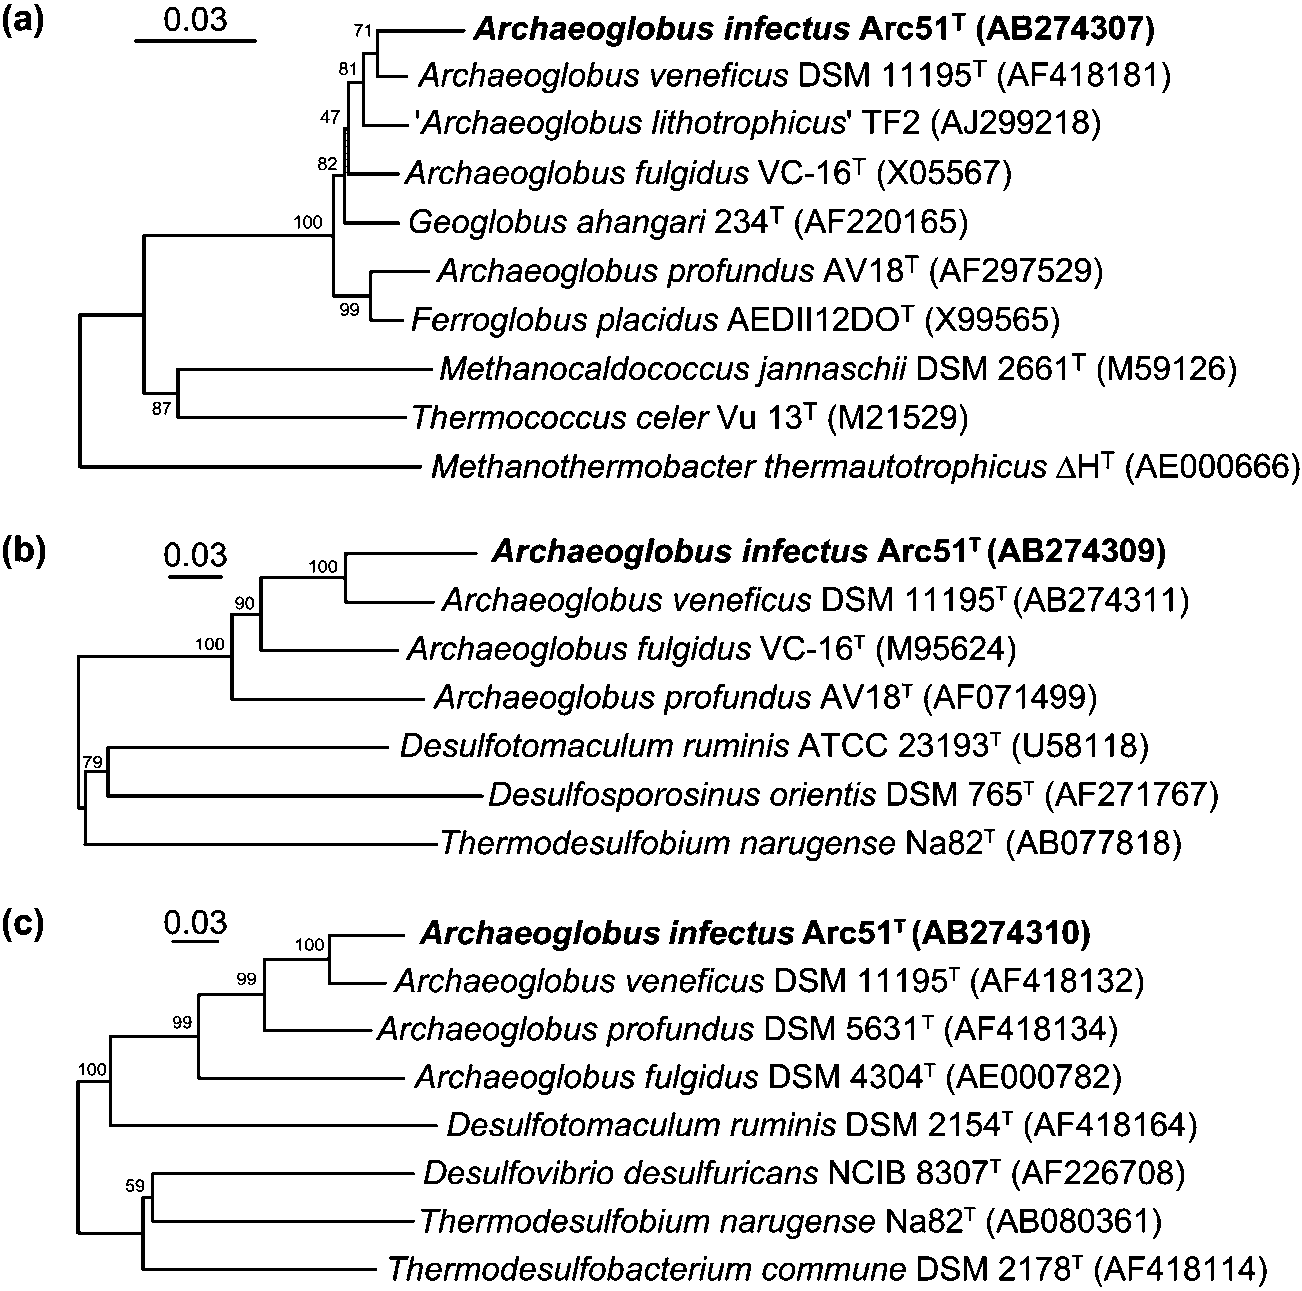 (a)
0.03
71
Archaeoglobus infectus Arc51T (AB274307)
81
Archaeoglobus veneficus DSM 11195T (AF418181)
47
'Archaeoglobus lithotrophicus' TF2 (AJ299218)
82
Archaeoglobus fulgidus VC-16T (X05567)
100
Geoglobus ahangari 234T (AF220165)
Archaeoglobus profundus AV18T (AF297529)
99
Ferroglobus placidus AEDII12DOT (X99565)
Methanocaldococcus jannaschii DSM 2661T (M59126)
87
Thermococcus celer Vu 13T (M21529)
Methanothermobacter thermautotrophicus ΔHT (AE000666)
(b)
0.03
100
Archaeoglobus infectus Arc51T (AB274309)
90
Archaeoglobus veneficus DSM 11195T (AB274311)
100
Archaeoglobus fulgidus VC-16T (M95624)
Archaeoglobus profundus AV18T (AF071499)
79
Desulfotomaculum ruminis ATCC 23193T (U58118)
Desulfosporosinus orientis DSM 765T (AF271767)
Thermodesulfobium narugense Na82T (AB077818)
(c)
0.03
100
Archaeoglobus infectus Arc51T (AB274310)
99
Archaeoglobus veneficus DSM 11195T (AF418132)
99
Archaeoglobus profundus DSM 5631T (AF418134)
100
Archaeoglobus fulgidus DSM 4304T (AE000782)
Desulfotomaculum ruminis DSM 2154T (AF418164)
59
Desulfovibrio desulfuricans NCIB 8307T (AF226708)
Thermodesulfobium narugense Na82T (AB080361)
Thermodesulfobacterium commune DSM 2178T (AF418114)